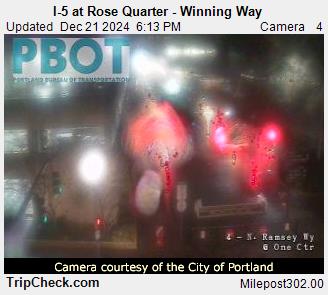 I-5 at Rose Quarter - Winning Way
Updated Dec 21 2024 6:13 PM Camera 4
PBOT
PORTLAND BUREAU OF TRANSPORTATION
4 - N. Ramsey Wy
@ One Ctr
Camera courtesy of the City of Portland
TripCheck.com Milepost302.00